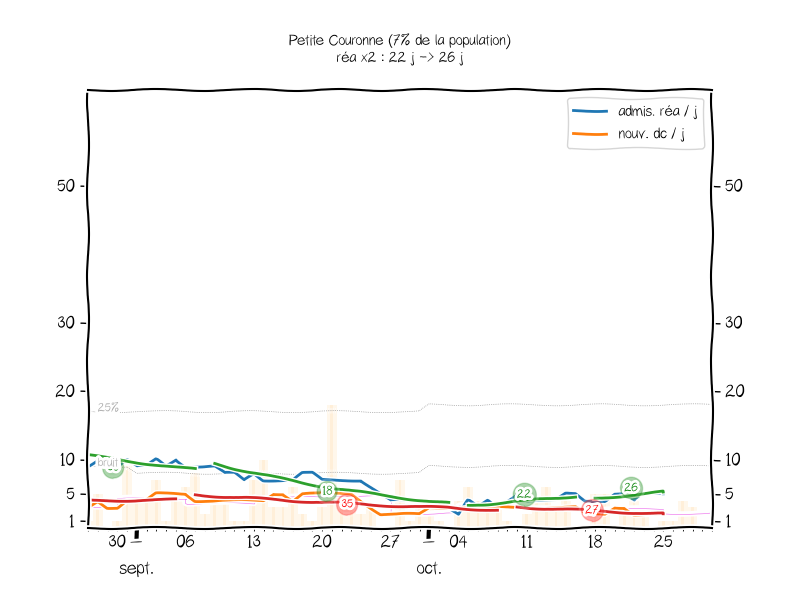 Petite Couronne (7% de la population)
réa x2 : 22 j -> 26 j
admis. réa / j
nouv. dc / j
50 50
30 30
20 20
25%
10 10
bruit
5 5
1 1
18
35
22
27
26
30 06 13 20 27 04 11 18 25
sept. oct.